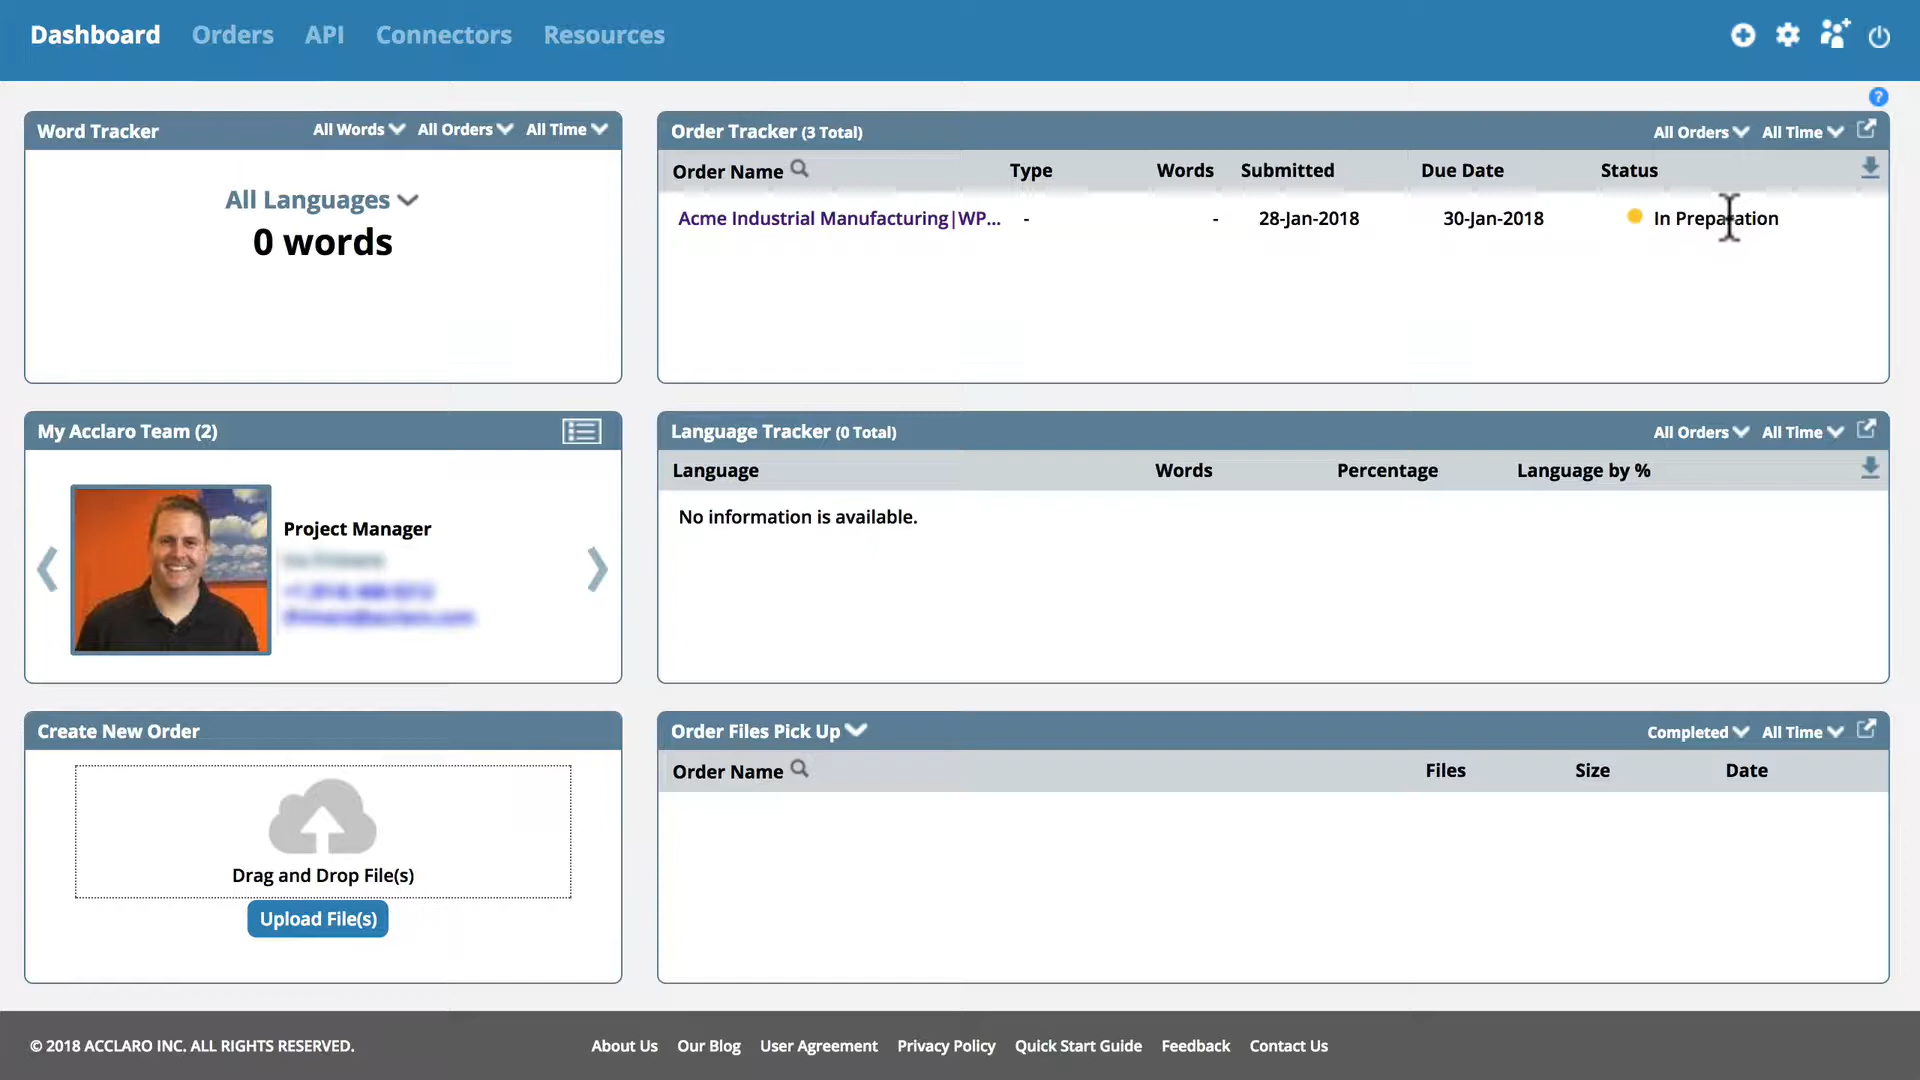 Dashboard Orders API Connectors Resources
?
Word Tracker All Words All Orders All Time
All Languages
0 words
Order Tracker (3 Total) All Orders All Time
Order Name Type Words Submitted Due Date Status
Acme Industrial Manufacturing|WP... - - 28-Jan-2018 30-Jan-2018 In Preparation
My Acclaro Team (2)
Project Manager
Language Tracker (0 Total) All Orders All Time
Language Words Percentage Language by %
No information is available.
Create New Order
Drag and Drop File(s)
Upload File(s)
Order Files Pick Up Completed All Time
Order Name Files Size Date
© 2018 ACCLARO INC. ALL RIGHTS RESERVED. About Us Our Blog User Agreement Privacy Policy Quick Start Guide Feedback Contact Us